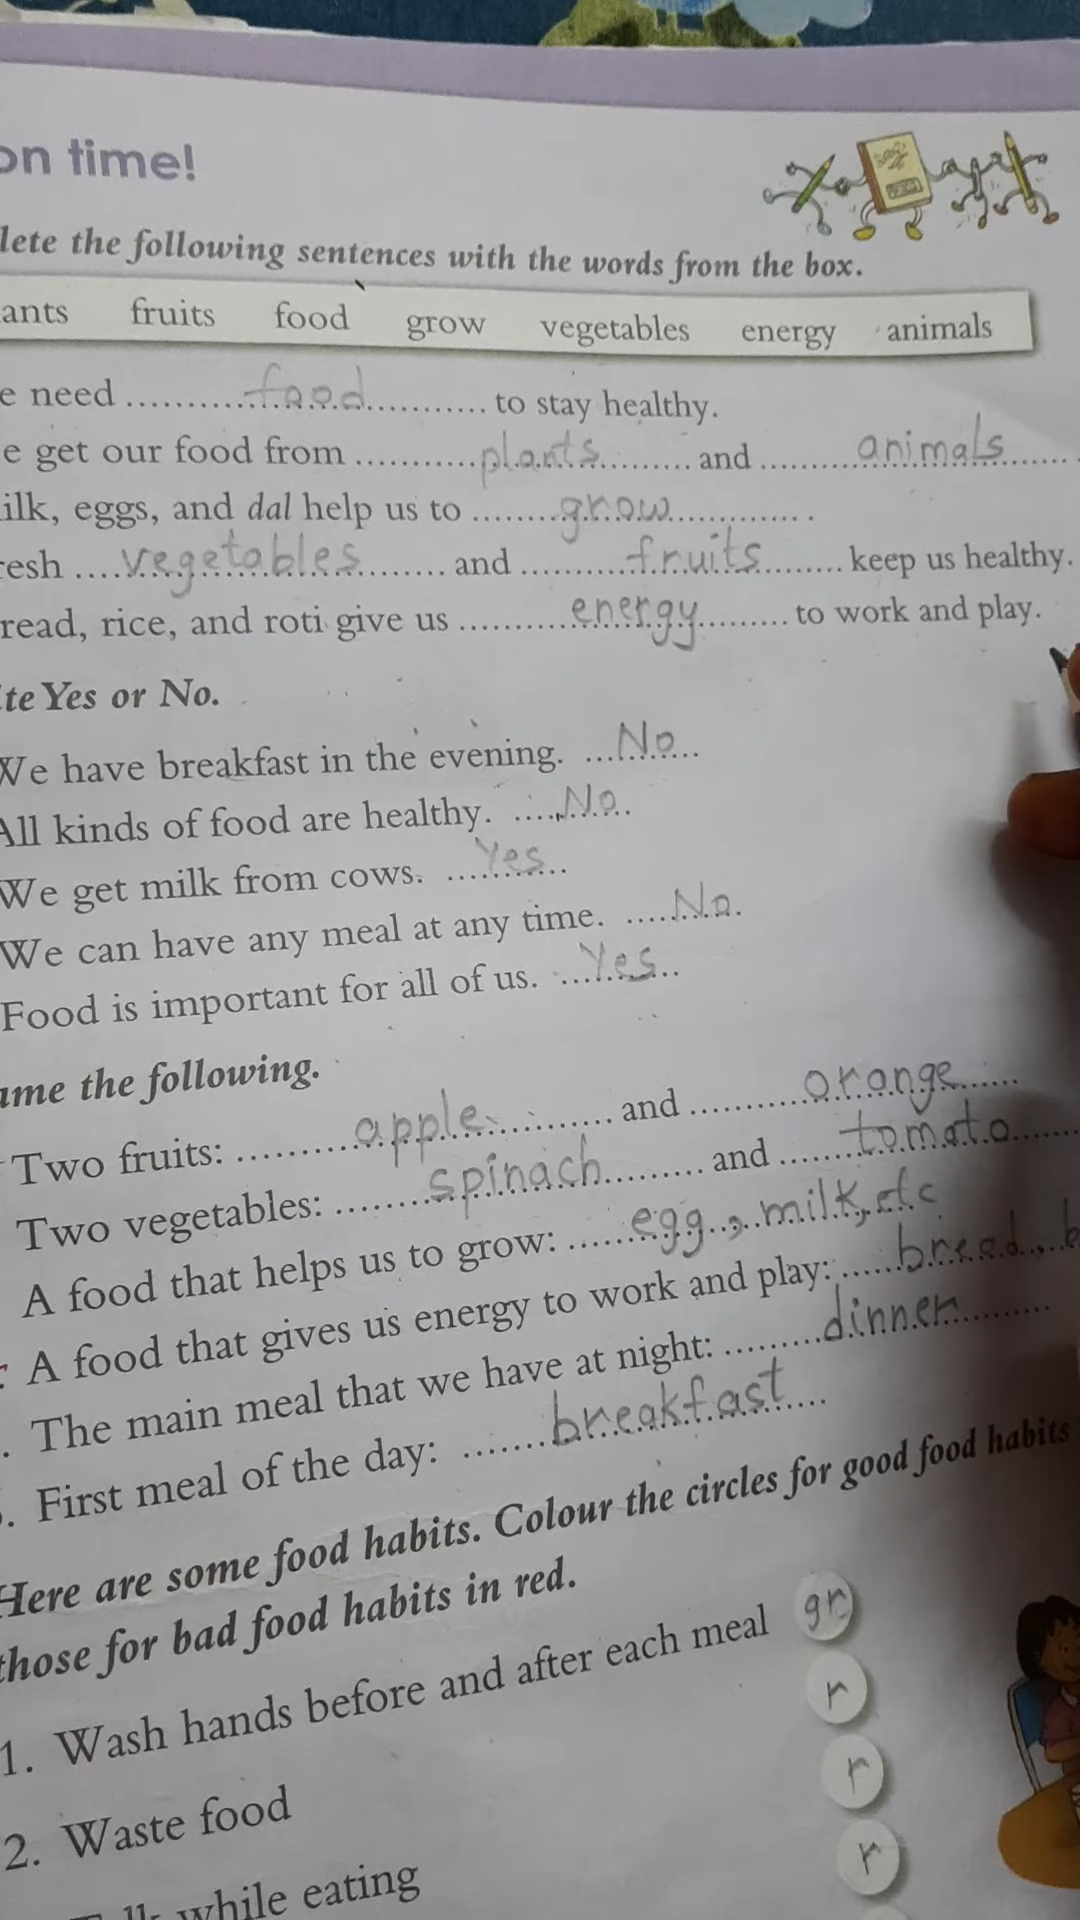 on time!
lete the following sentences with the words from the box.
ants fruits food grow vegetables energy animals
e need ..........food.......... to stay healthy.
e get our food from ..........plants.......... and ..........animals..........
ilk, eggs, and dal help us to ..........grow..........
resh ....vegetables.......... and ..........fruits.......... keep us healthy.
read, rice, and roti give us ..........energy.......... to work and play.
te Yes or No.
We have breakfast in the evening. ...No...
All kinds of food are healthy. ....No.
We get milk from cows. ...Yes...
We can have any meal at any time. .....No.
Food is important for all of us. ...Yes...
ame the following.
Two fruits: ..........apple.......... and ..........orange......
Two vegetables: ........spinach........ and ........tomato......
A food that helps us to grow: ......egg, milk, etc
A food that gives us energy to work and play: .....bread, b
. The main meal that we have at night: ........dinner.........
. First meal of the day: .......breakfast...
Here are some food habits. Colour the circles for good food habits
those for bad food habits in red.
1. Wash hands before and after each meal gr
r
2. Waste food r
while eating r